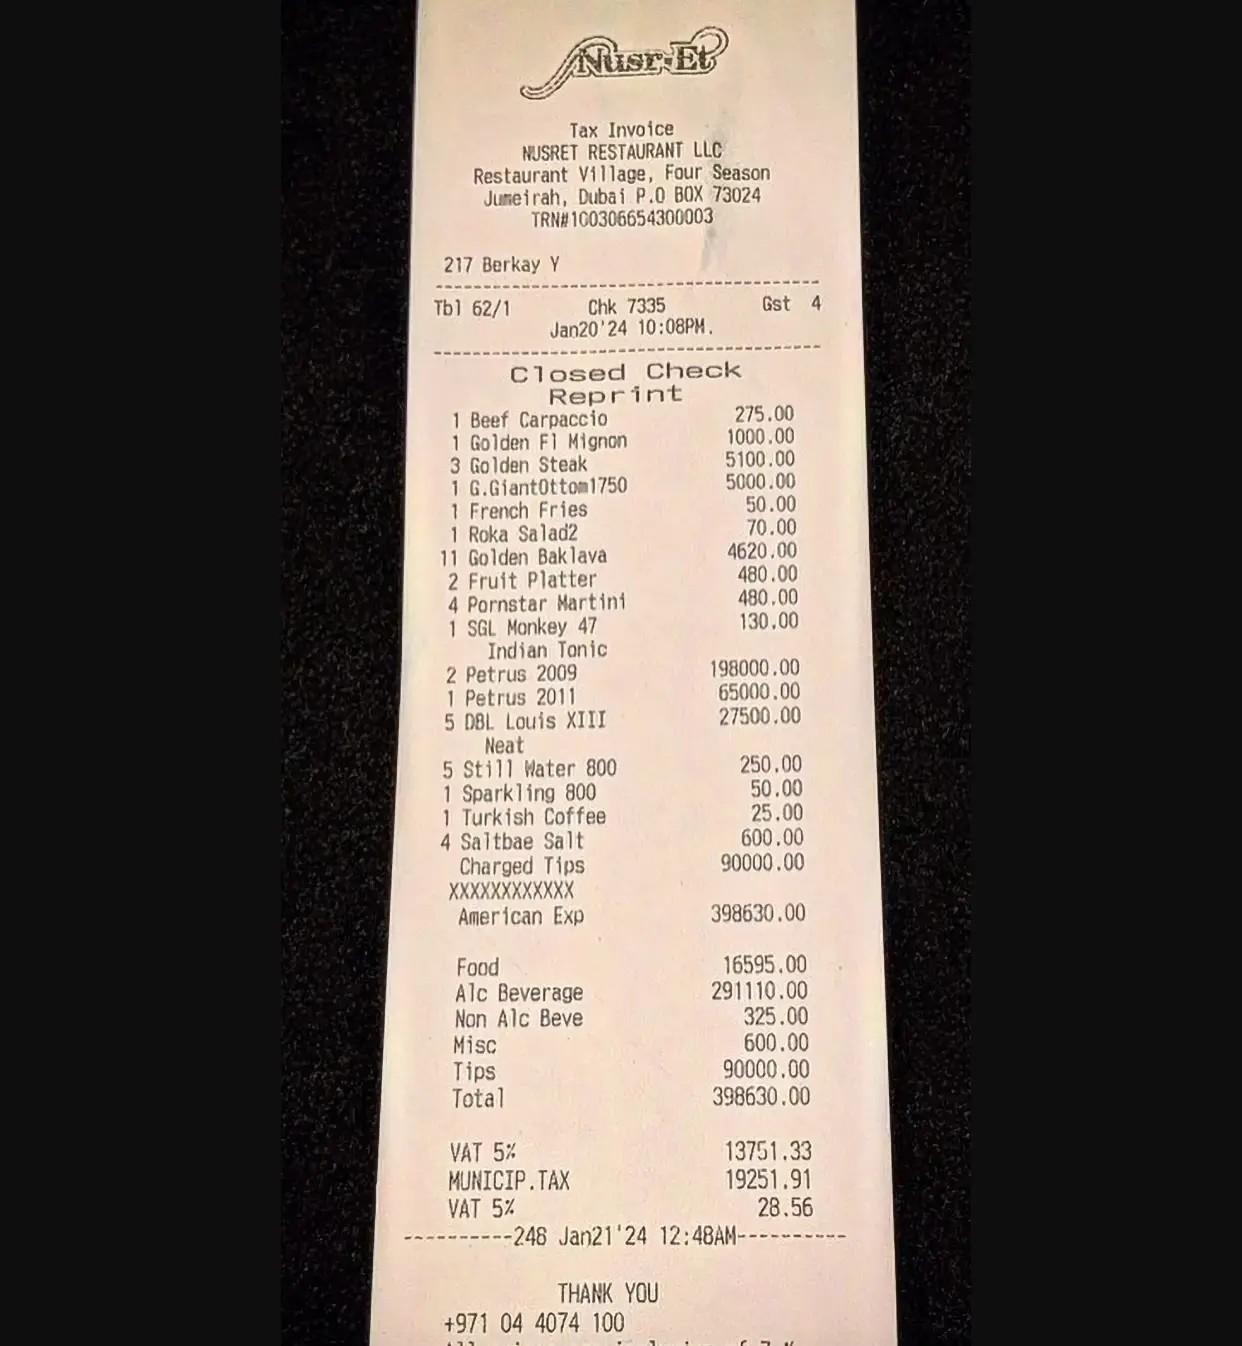 Nusr-Et
Tax Invoice
NUSRET RESTAURANT LLC
Restaurant Village, Four Season
Jumeirah, Dubai P.O BOX 73024
TRN#100306654300003
217 Berkay Y
Tbl 62/1 Chk 7335 Gst 4
Jan20'24 10:08PM.
Closed Check
Reprint
1 Beef Carpaccio 275.00
1 Golden Fl Mignon 1000.00
3 Golden Steak 5100.00
1 G.GiantOttom1750 5000.00
1 French Fries 50.00
1 Roka Salad2 70.00
11 Golden Baklava 4620.00
2 Fruit Platter 480.00
4 Pornstar Martini 480.00
1 SGL Monkey 47 130.00
Indian Tonic
2 Petrus 2009 198000.00
1 Petrus 2011 65000.00
5 DBL Louis XIII 27500.00
Neat
5 Still Water 800 250.00
1 Sparkling 800 50.00
1 Turkish Coffee 25.00
4 Saltbae Salt 600.00
Charged Tips 90000.00
XXXXXXXXXXXX
American Exp 398630.00
Food 16595.00
Alc Beverage 291110.00
Non Alc Beve 325.00
Misc 600.00
Tips 90000.00
Total 398630.00
VAT 5% 13751.33
MUNICIP.TAX 19251.91
VAT 5% 28.56
----------248 Jan21'24 12:48AM----------
THANK YOU
+971 04 4074 100